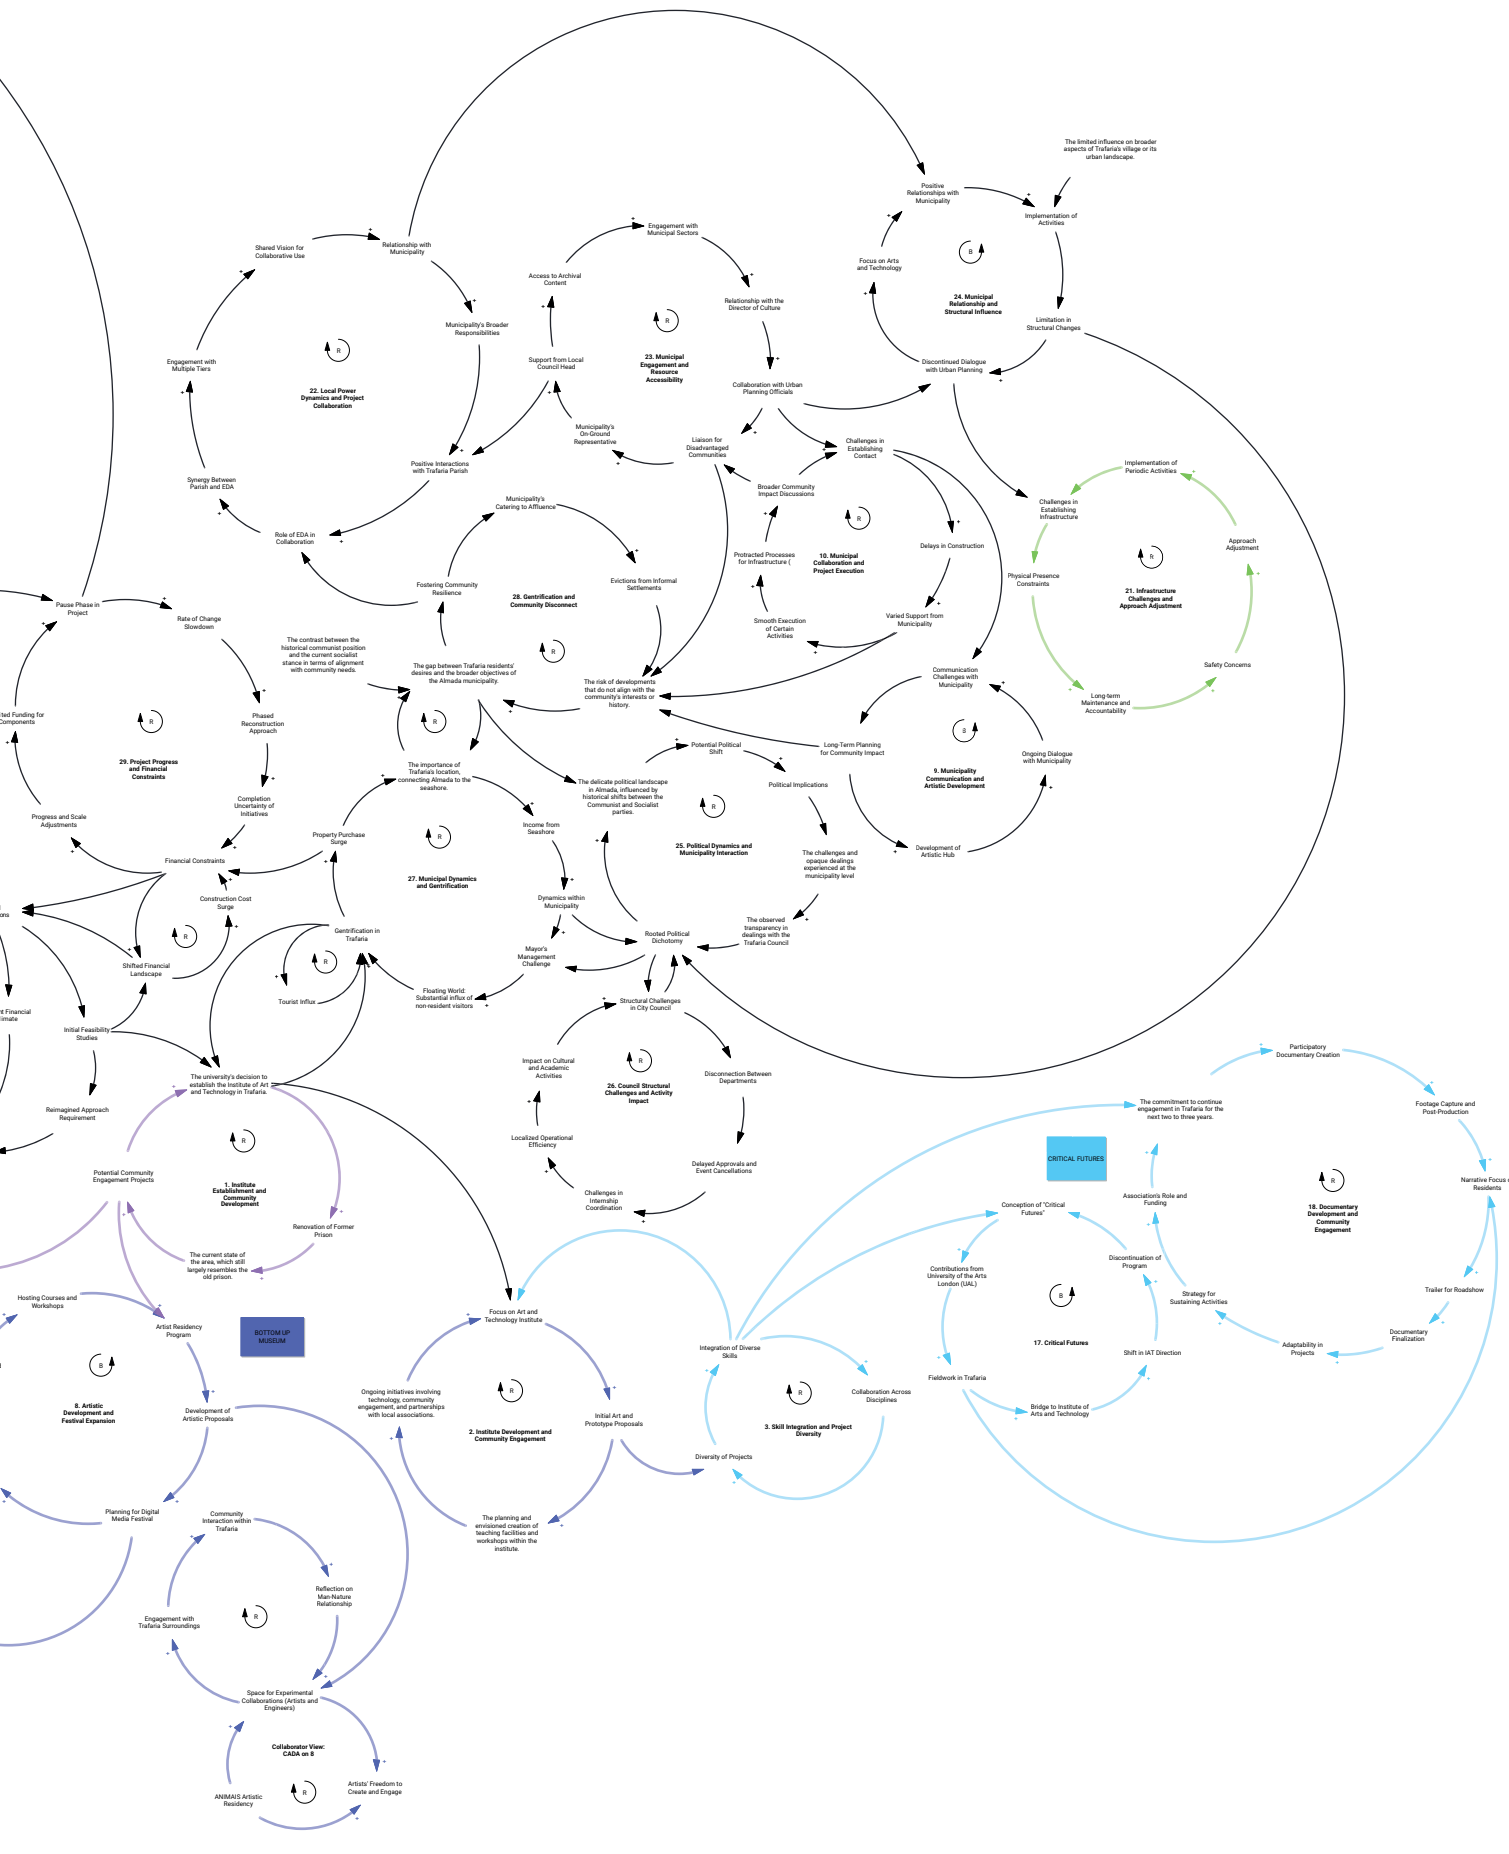 The limited influence on broader
aspects of Trafaria's village or its
urban landscape.
Positive
Relationships with
Municipality
Implementation of
Activities
Focus on Arts
and Technology
B
24. Municipal
Relationship and
Structural Influence
Limitation in
Structural Changes
Discontinued Dialogue
with Urban Planning
Shared Vision for
Collaborative Use
Relationship with
Municipality
Municipality's Broader
Responsibilities
Engagement with
Multiple Tiers
R
22. Local Power
Dynamics and Project
Collaboration
Positive Interactions
with Trafaria Parish
Synergy Between
Parish and EDA
Role of EDA in
Collaboration
Engagement with
Municipal Sectors
Access to Archival
Content
Relationship with the
Director of Culture
R
23. Municipal
Engagement and
Resource
Accessibility
Support from Local
Council Head
Collaboration with Urban
Planning Officials
Municipality's
On-Ground
Representative
Liaison for
Disadvantaged
Communities
Challenges in
Establishing
Contact
Broader Community
Impact Discussions
R
10. Municipal
Collaboration and
Project Execution
Delays in Construction
Protracted Processes
for Infrastructure (
Smooth Execution
of Certain
Activities
Varied Support from
Municipality
Implementation of
Periodic Activities
Challenges in
Establishing
Infrastructure
Approach
Adjustment
R
21. Infrastructure
Challenges and
Approach Adjustment
Physical Presence
Constraints
Safety Concerns
Long-term
Maintenance and
Accountability
Municipality's
Catering to Affluence
Fostering Community
Resilience
Evictions from Informal
Settlements
28. Gentrification and
Community Disconnect
R
The contrast between the
historical communist position
and the current socialist
stance in terms of alignment
with community needs.
The gap between Trafaria residents'
desires and the broader objectives of
the Almada municipality.
The risk of developments
that do not align with the
community's interests or
history.
R
Communication
Challenges with
Municipality
Long-Term Planning
for Community Impact
Ongoing Dialogue
with Municipality
9. Municipality
Communication and
Artistic Development
Development of
Artistic Hub
Pause Phase in
Project
Rate of Change
Slowdown
ted Funding for
Components
R
Phased
Reconstruction
Approach
29. Project Progress
and Financial
Constraints
Completion
Uncertainty of
Initiatives
Progress and Scale
Adjustments
Financial Constraints
Construction Cost
Surge
ons
R
Shifted Financial
Landscape
nt Financial
limate
Initial Feasibility
Studies
Reimagined Approach
Requirement
The importance of
Trafaria's location,
connecting Almada to the
seashore.
Property Purchase
Surge
Income from
Seashore
R
27. Municipal Dynamics
and Gentrification
Dynamics within
Municipality
Gentrification in
Trafaria
R
Tourist Influx
Floating World:
Substantial influx of
non-resident visitors
Mayor's
Management
Challenge
Potential Political
Shift
The delicate political landscape
in Almada, influenced by
historical shifts between the
Communist and Socialist
parties.
Political Implications
R
25. Political Dynamics and
Municipality Interaction
The challenges and
opaque dealings
experienced at the
municipality level
The observed
transparency in
dealings with the
Trafaria Council
Rooted Political
Dichotomy
Structural Challenges
in City Council
Impact on Cultural
and Academic
Activities
R
26. Council Structural
Challenges and Activity
Impact
Disconnection Between
Departments
Localized Operational
Efficiency
Delayed Approvals and
Event Cancellations
Challenges in
Internship
Coordination
The university's decision to
establish the Institute of Art
and Technology in Trafaria.
R
1. Institute
Establishment and
Community
Development
Potential Community
Engagement Projects
Renovation of Former
Prison
The current state of
the area, which still
largely resembles the
old prison.
Hosting Courses and
Workshops
Artist Residency
Program
BOTTOM UP
MUSEUM
B
8. Artistic
Development and
Festival Expansion
Development of
Artistic Proposals
Planning for Digital
Media Festival
Community
Interaction within
Trafaria
Reflection on
Man-Nature
Relationship
R
Engagement with
Trafaria Surroundings
Space for Experimental
Collaborations (Artists and
Engineers)
Collaborator View:
CADA on 8
R
ANIMAIS Artistic
Residency
Artists' Freedom to
Create and Engage
Focus on Art and
Technology Institute
Ongoing initiatives involving
technology, community
engagement, and partnerships
with local associations.
R
2. Institute Development and
Community Engagement
Initial Art and
Prototype Proposals
The planning and
envisioned creation of
teaching facilities and
workshops within the
institute.
Integration of Diverse
Skills
Collaboration Across
Disciplines
R
3. Skill Integration and Project
Diversity
Diversity of Projects
CRITICAL FUTURES
Conception of "Critical
Futures"
Contributions from
University of the Arts
London (UAL)
Discontinuation of
Program
B
17. Critical Futures
Shift in IAT Direction
Fieldwork in Trafaria
Bridge to Institute of
Arts and Technology
Participatory
Documentary Creation
The commitment to continue
engagement in Trafaria for the
next two to three years.
Footage Capture and
Post-Production
Association's Role and
Funding
R
18. Documentary
Development and
Community
Engagement
Narrative Focus
Residents
Strategy for
Sustaining Activities
Trailer for Roadshow
Documentary
Finalization
Adaptability in
Projects